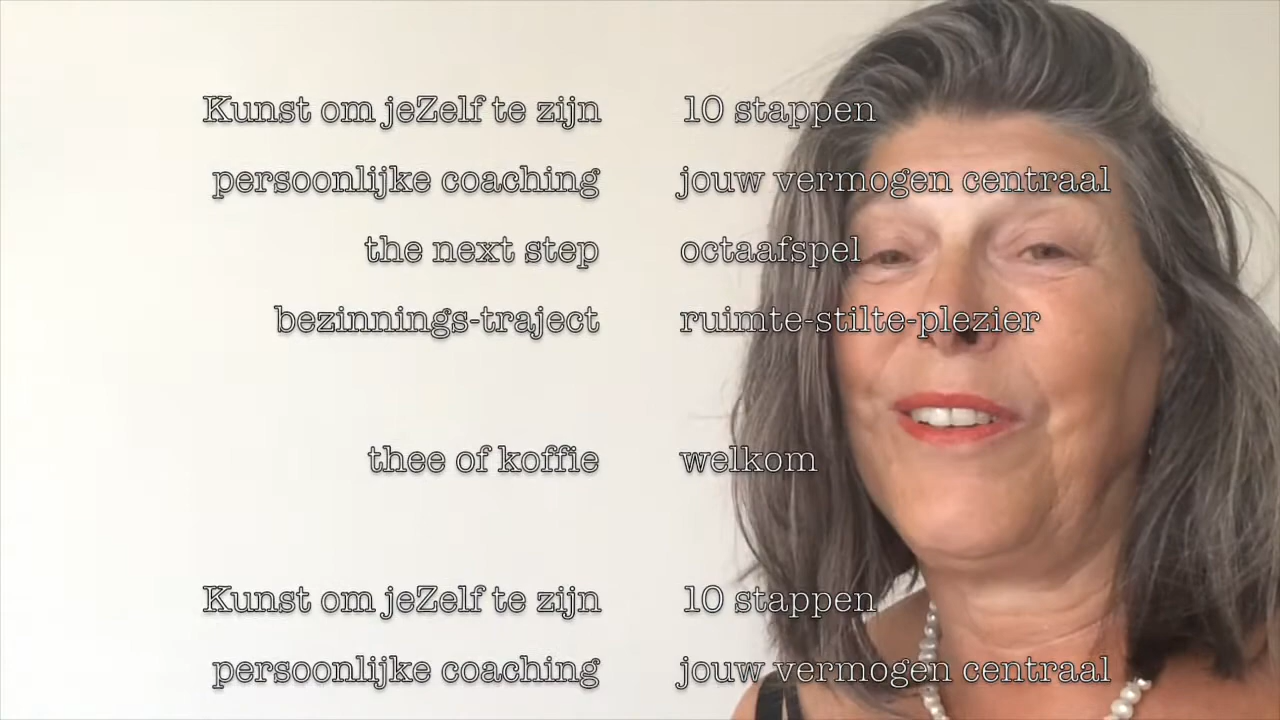 Kunst om jeZelf te zijn 10 stappen
persoonlijke coaching jouw vermogen centraal
the next step octaafspel
bezinnings-traject ruimte-stilte-plezier
thee of koffie welkom
Kunst om jeZelf te zijn 10 stappen
persoonlijke coaching jouw vermogen centraal